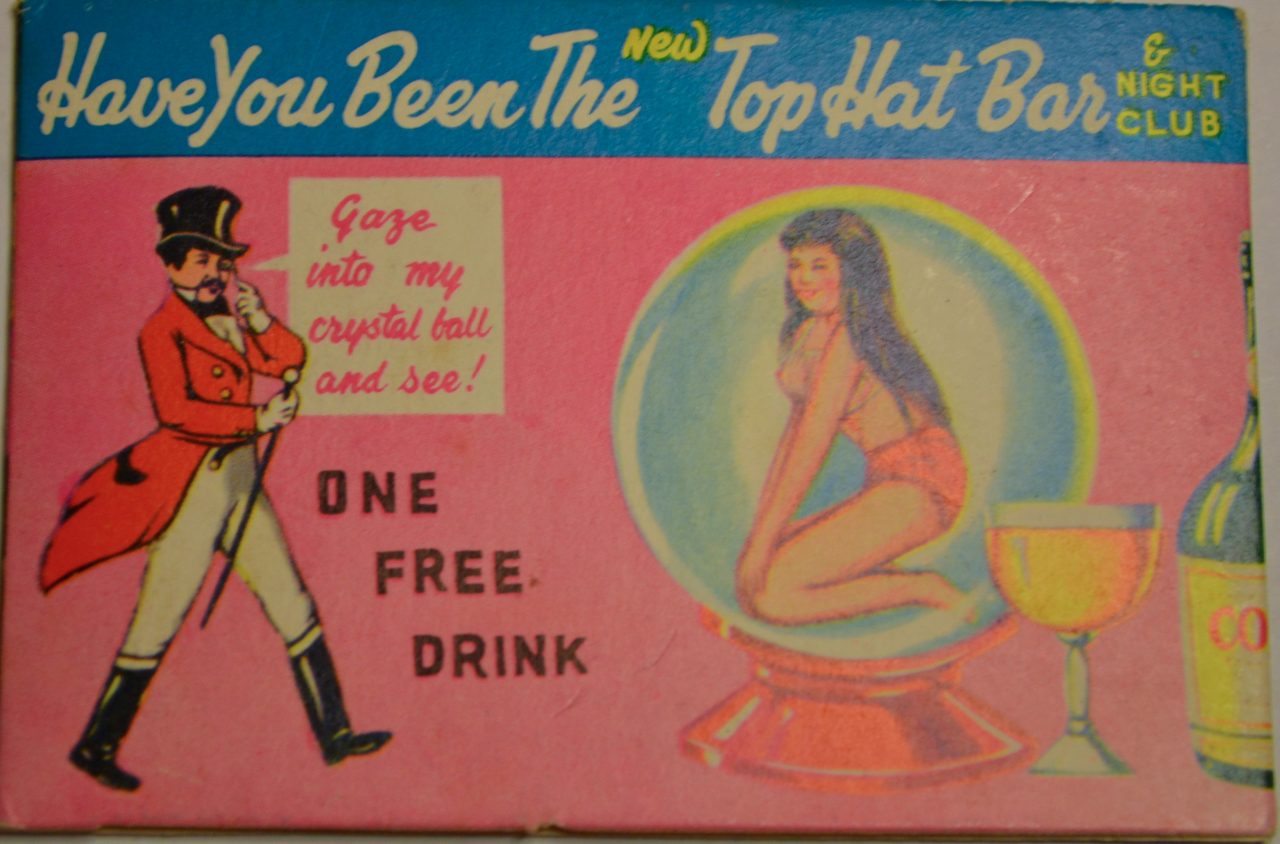 Have You Been The New Top Hat Bar & NIGHT CLUB
Gaze
into my
crystal ball
and see!
ONE
FREE
DRINK
CO